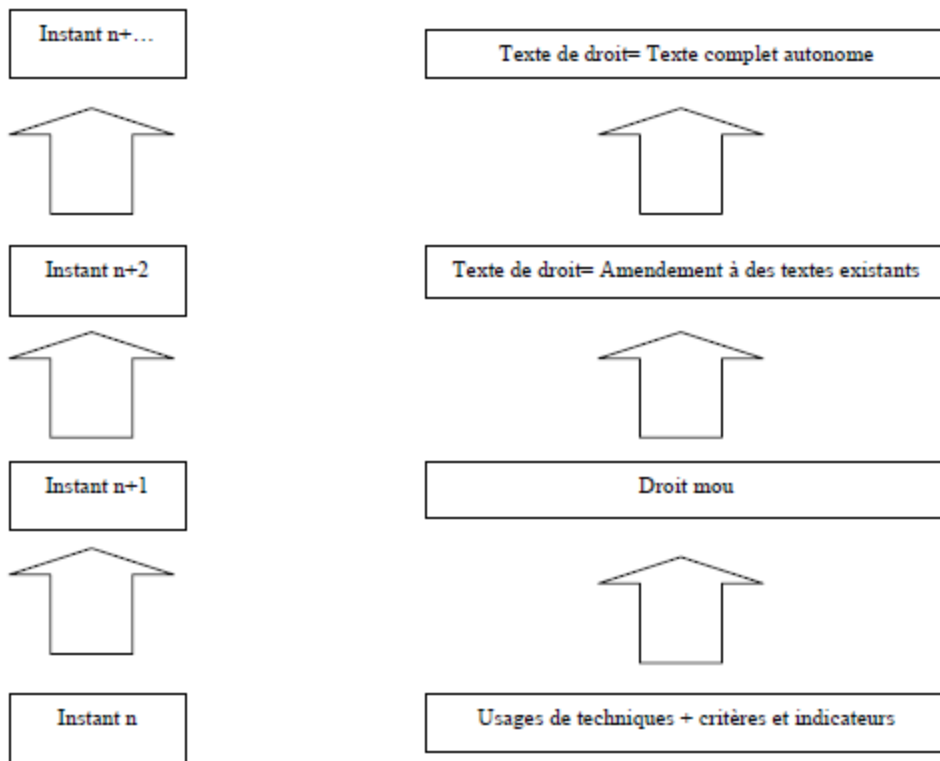 Instant n+…
Texte de droit= Texte complet autonome
Instant n+2
Texte de droit= Amendement à des textes existants
Instant n+1
Droit mou
Instant n
Usages de techniques + critères et indicateurs